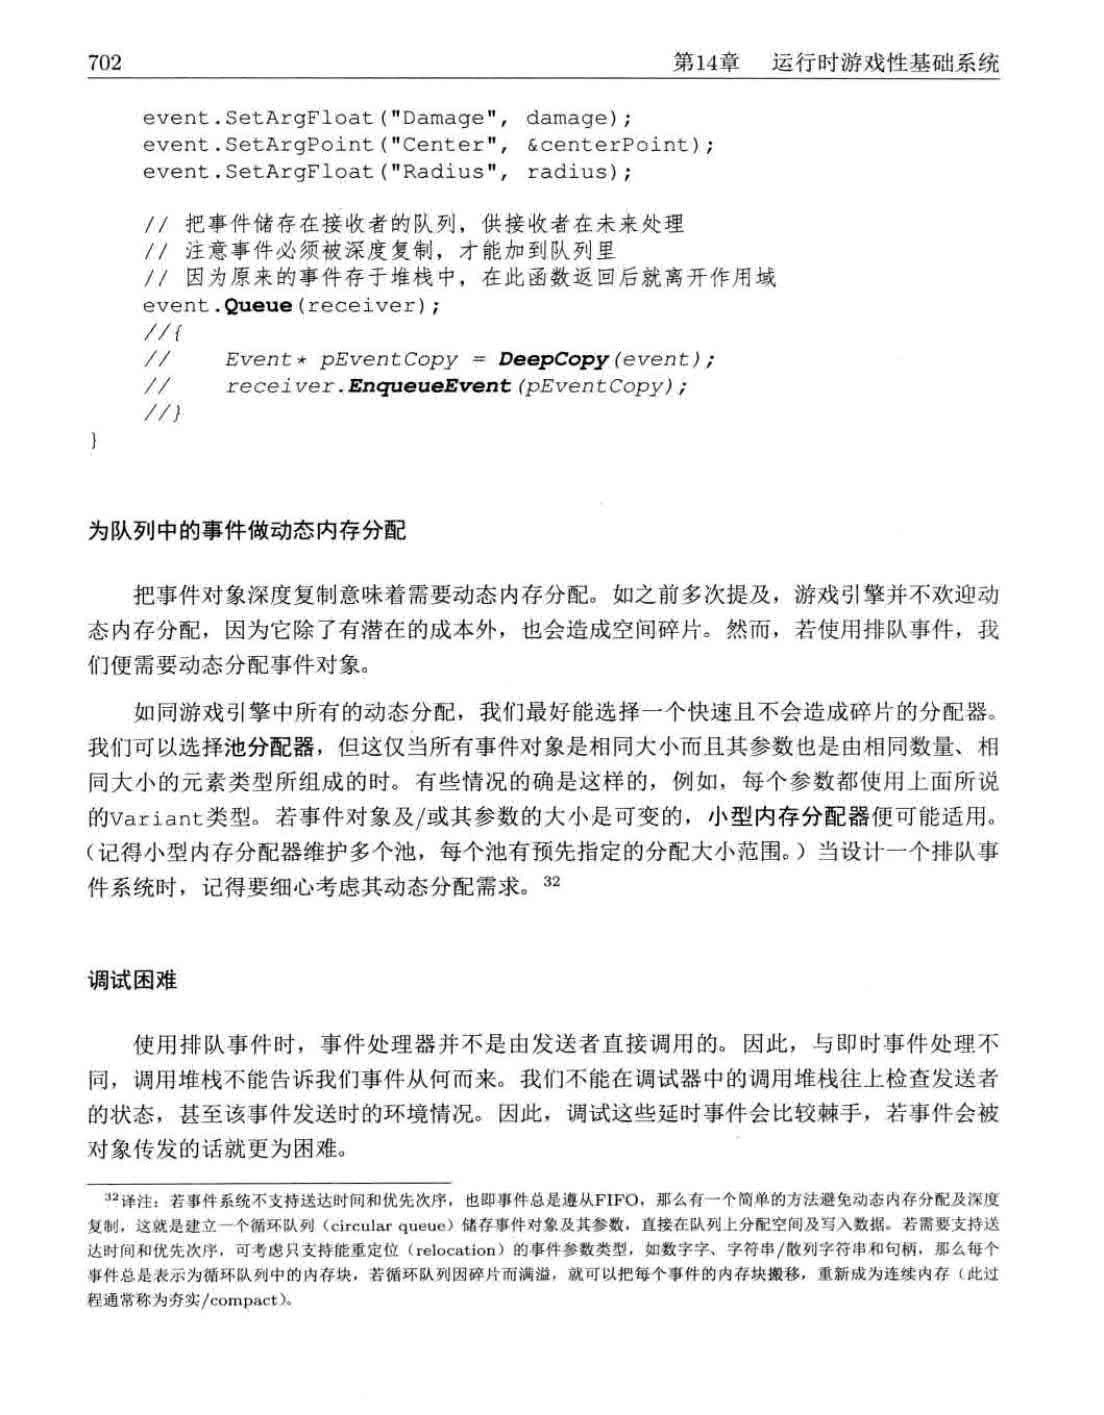 702 第14章 运行时游戏性基础系统
event.SetArgFloat("Damage", damage);
event.SetArgPoint("Center", &centerPoint);
event.SetArgFloat("Radius", radius);
// 把事件储存在接收者的队列，供接收者在未来处理
// 注意事件必须被深度复制，才能加到队列里
// 因为原来的事件存于堆栈中，在此函数返回后就离开作用域
event.Queue(receiver);
//{
// Event* pEventCopy = DeepCopy(event);
// receiver.EnqueueEvent(pEventCopy);
//}
}
为队列中的事件做动态内存分配
把事件对象深度复制意味着需要动态内存分配。如之前多次提及，游戏引擎并不欢迎动
态内存分配，因为它除了有潜在的成本外，也会造成空间碎片。然而，若使用排队事件，我
们便需要动态分配事件对象。
如同游戏引擎中所有的动态分配，我们最好能选择一个快速且不会造成碎片的分配器。
我们可以选择池分配器，但这仅当所有事件对象是相同大小而且其参数也是由相同数量、相
同大小的元素类型所组成的时。有些情况的确是这样的，例如，每个参数都使用上面所说
的Variant类型。若事件对象及/或其参数的大小是可变的，小型内存分配器便可能适用。
（记得小型内存分配器维护多个池，每个池有预先指定的分配大小范围。）当设计一个排队事
件系统时，记得要细心考虑其动态分配需求。32
调试困难
使用排队事件时，事件处理器并不是由发送者直接调用的。因此，与即时事件处理不
同，调用堆栈不能告诉我们事件从何而来。我们不能在调试器中的调用堆栈往上检查发送者
的状态，甚至该事件发送时的环境情况。因此，调试这些延时事件会比较棘手，若事件会被
对象传发的话就更为困难。
32译注：若事件系统不支持送达时间和优先次序，也即事件总是遵从FIFO，那么有一个简单的方法避免动态内存分配及深度
复制，这就是建立一个循环队列（circular queue）储存事件对象及其参数，直接在队列上分配空间及写入数据。若需要支持送
达时间和优先次序，可考虑只支持能重定位（relocation）的事件参数类型，如数字字、字符串/散列字符串和句柄，那么每个
事件总是表示为循环队列中的内存块，若循环队列因碎片而满溢，就可以把每个事件的内存块搬移，重新成为连续内存（此过
程通常称为夯实/compact）。